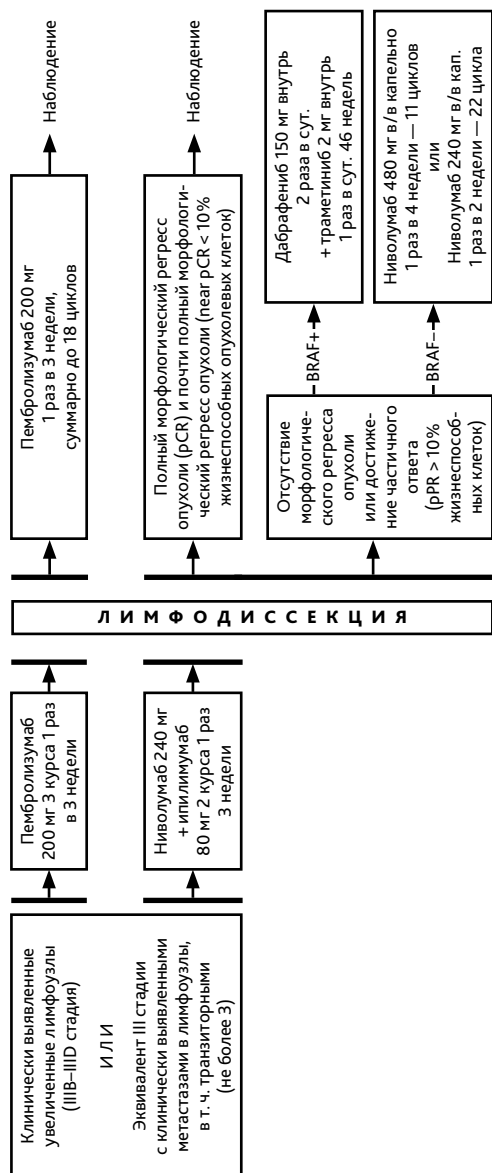 Клинически выявленные
увеличенные лимфоузлы
(IIIB–IIID стадия)
ИЛИ
Эквивалент III стадии
с клинически выявленными
метастазами в лимфоузлы,
в т. ч. транзиторными
(не более 3)
Пембролизумаб
200 мг 3 курса 1 раз
в 3 недели
Ниволумаб 240 мг
+ ипилимумаб
80 мг 2 курса 1 раз
3 недели
ЛИМФОДИССЕКЦИЯ
Пембролизумаб 200 мг
1 раз в 3 недели,
суммарно до 18 циклов
Наблюдение
Полный морфологический регресс
опухоли (pCR) и почти полный морфологи-
ческий регресс опухоли (near pCR < 10%
жизнеспособных опухолевых клеток)
Наблюдение
Отсутствие
морфологиче-
ского регресса
опухоли
или достиже-
ние частичного
ответа
(pPR > 10%
жизнеспособ-
ных клеток)
BRAF+
Дабрафениб 150 мг внутрь
2 раза в сут.
+ траметиниб 2 мг внутрь
1 раз в сут. 46 недель
BRAF–
Ниволумаб 480 мг в/в капельно
1 раз в 4 недели — 11 циклов
или
Ниволумаб 240 мг в/в кап.
1 раз в 2 недели — 22 цикла